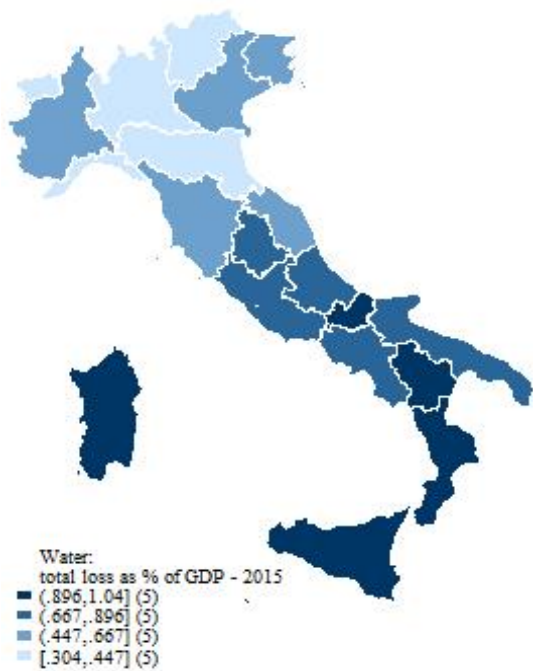 Water:
total loss as % of GDP - 2015
(.896,1.04] (5)
(.667,.896] (5)
(.447,.667] (5)
[.304,.447] (5)